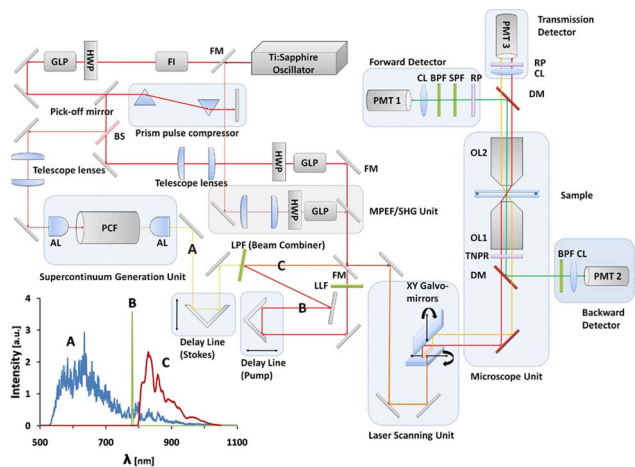 Transmission
Detector
PMT 3
RP
CL
DM
Forward Detector
CL BPF SPF RP
PMT 1
FM
Ti:Sapphire
Oscillator
GLP
HWP
FI
Pick-off mirror
BS
Prism pulse compressor
Telescope lenses
Telescope lenses
HWP
GLP
FM
HWP
GLP
MPEF/SHG Unit
AL
PCF
AL
Supercontinuum Generation Unit
A
LPF (Beam Combiner)
C
FM
LLF
B
Delay Line
(Stokes)
Delay Line
(Pump)
XY Galvo-
mirrors
Laser Scanning Unit
OL2
Sample
OL1
TNPR
DM
BPF CL
PMT 2
Backward
Detector
Microscope Unit
Intensity [a.u.]
4
3
2
1
0
A
B
C
500 700 900 1100
λ [nm]